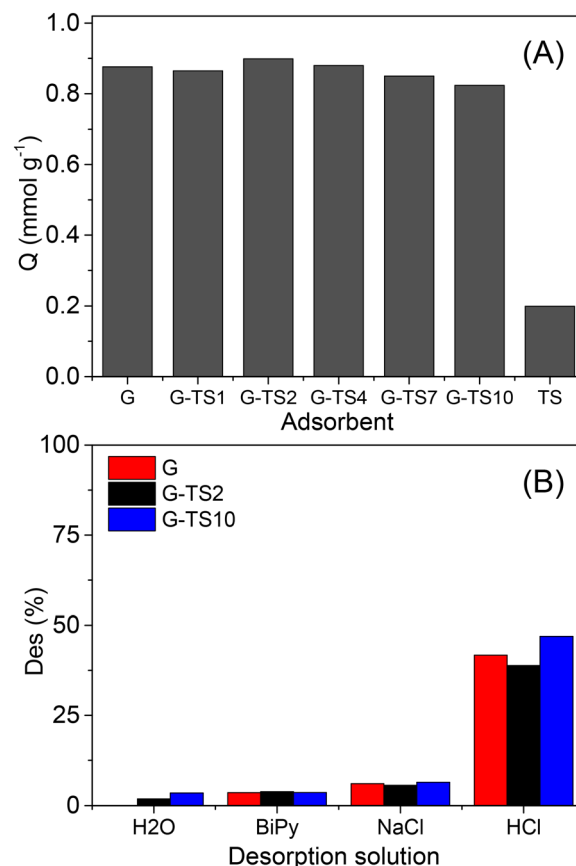 (A)
Q (mmol g⁻¹)
1.0
0.8
0.6
0.4
0.2
0.0
G G-TS1 G-TS2 G-TS4 G-TS7 G-TS10 TS
Adsorbent
(B)
G
G-TS2
G-TS10
Des (%)
100
75
50
25
0
H2O BiPy NaCl HCl
Desorption solution